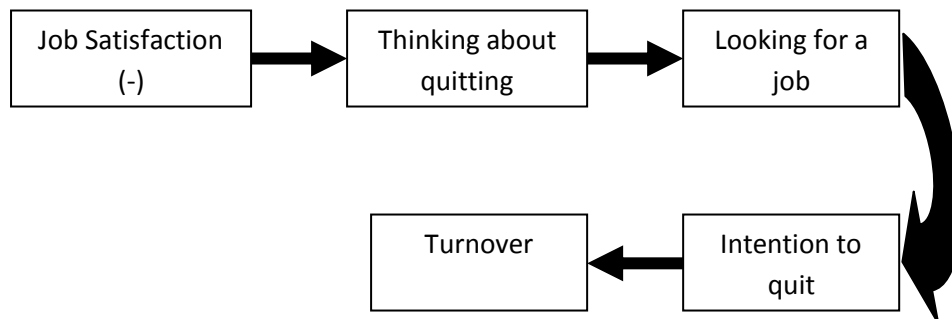 Job Satisfaction
(-)
Thinking about
quitting
Looking for a
job
Turnover
Intention to
quit